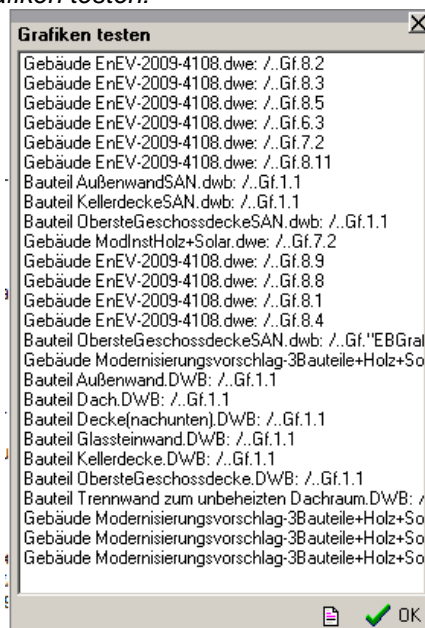 Grafiken testen.
Grafiken testen
Gebäude EnEV-2009-4108.dwe: /..Gf.8.2
Gebäude EnEV-2009-4108.dwe: /..Gf.8.3
Gebäude EnEV-2009-4108.dwe: /..Gf.8.5
Gebäude EnEV-2009-4108.dwe: /..Gf.6.3
Gebäude EnEV-2009-4108.dwe: /..Gf.7.2
Gebäude EnEV-2009-4108.dwe: /..Gf.8.11
Bauteil AußenwandSAN.dwb: /..Gf.1.1
Bauteil KellerdeckeSAN.dwb: /..Gf.1.1
Bauteil ObersteGeschossdeckeSAN.dwb: /..Gf.1.1
Gebäude ModInstHolz+Solar.dwe: /..Gf.7.2
Gebäude EnEV-2009-4108.dwe: /..Gf.8.9
Gebäude EnEV-2009-4108.dwe: /..Gf.8.8
Gebäude EnEV-2009-4108.dwe: /..Gf.8.1
Gebäude EnEV-2009-4108.dwe: /..Gf.8.4
Bauteil ObersteGeschossdeckeSAN.dwb: /..Gf."EBGral
Gebäude Modernisierungsvorschlag-3Bauteile+Holz+So
Bauteil Außenwand.DWB: /..Gf.1.1
Bauteil Dach.DWB: /..Gf.1.1
Bauteil Decke(nachunten).DWB: /..Gf.1.1
Bauteil Glassteinwand.DWB: /..Gf.1.1
Bauteil Kellerdecke.DWB: /..Gf.1.1
Bauteil ObersteGeschossdecke.DWB: /..Gf.1.1
Bauteil Trennwand zum unbeheizten Dachraum.DWB: /
Gebäude Modernisierungsvorschlag-3Bauteile+Holz+So
Gebäude Modernisierungsvorschlag-3Bauteile+Holz+So
Gebäude Modernisierungsvorschlag-3Bauteile+Holz+So
OK